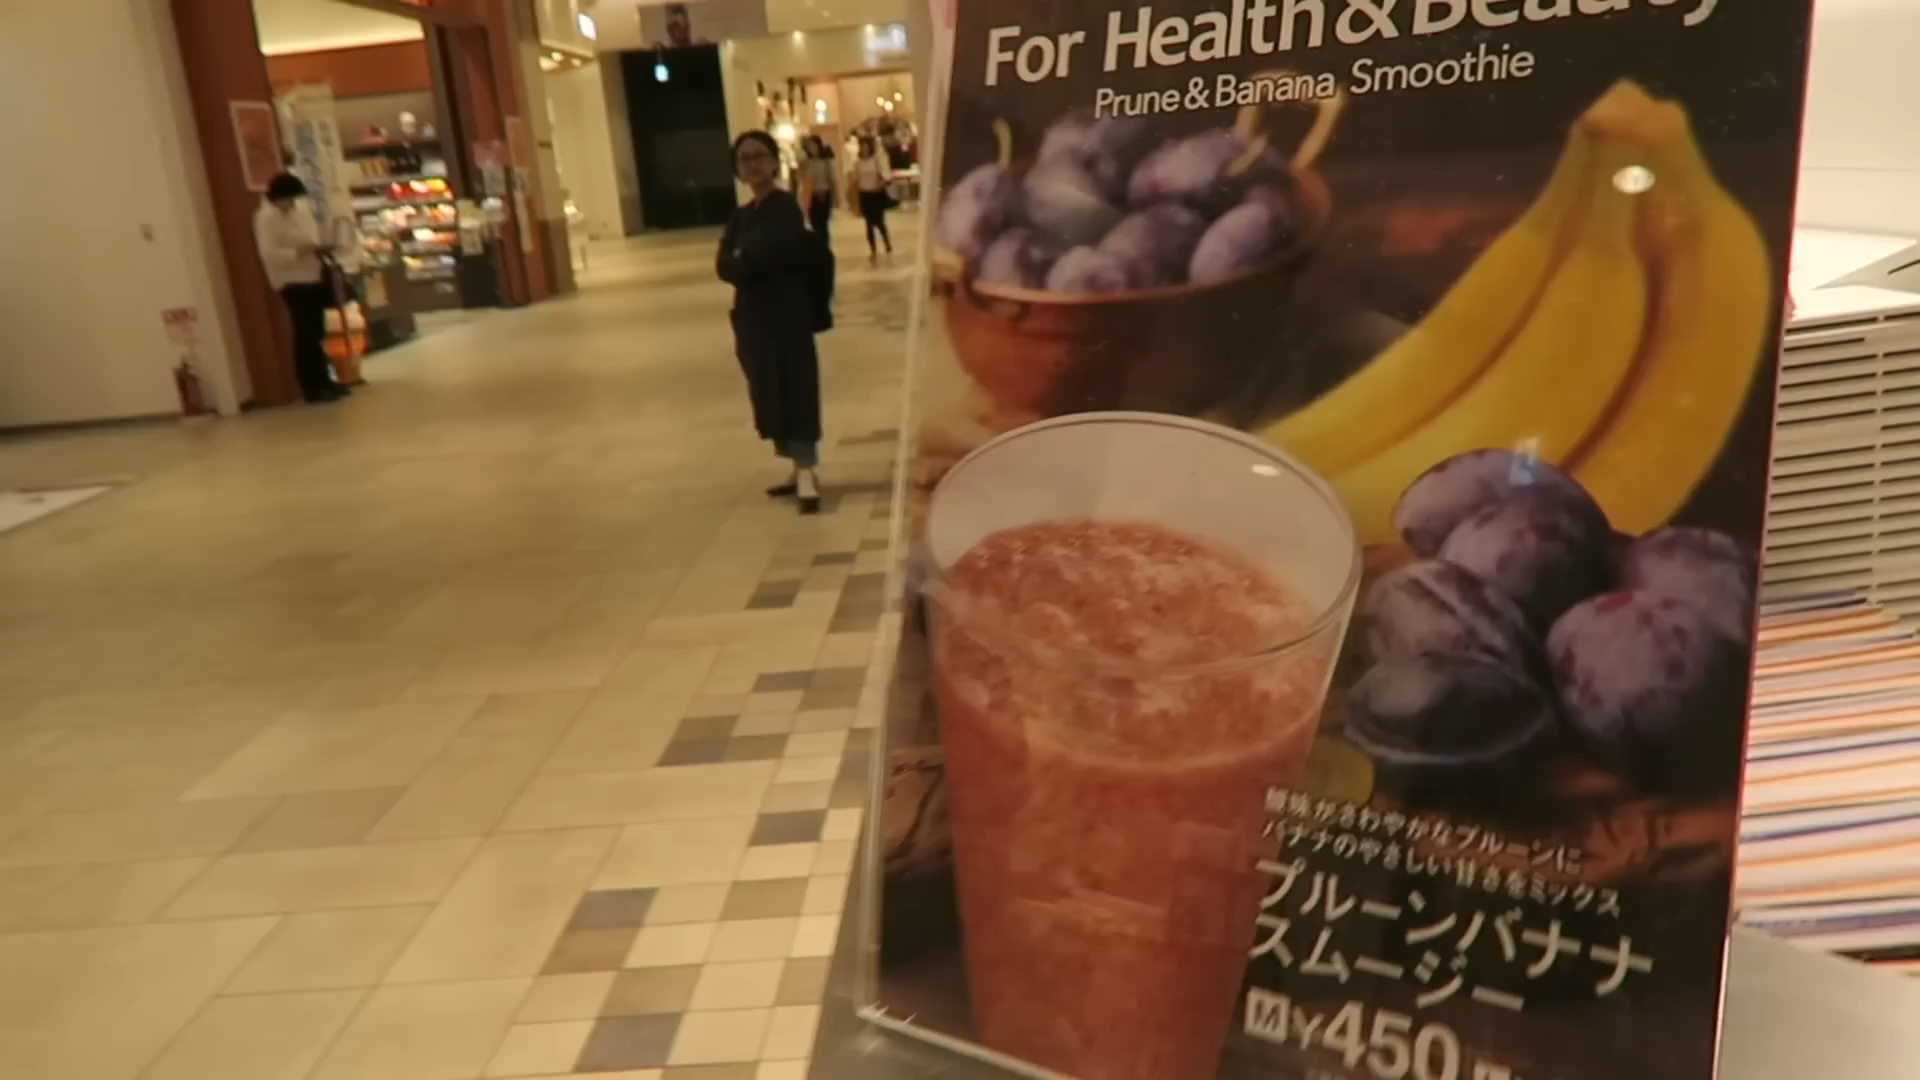 For Health & Beauty
Prune & Banana Smoothie
酸味がさわやかなプルーンに
バナナのやさしい甘さをミックス
プルーンバナナ
スムージー
M ¥450